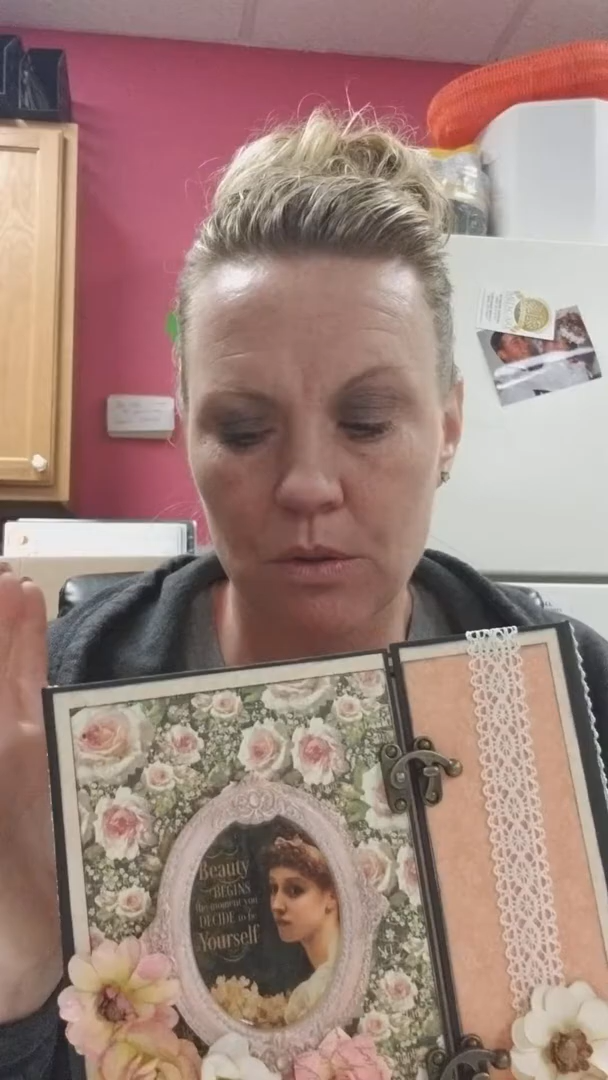 Beauty
BEGINS
the moment you
DECIDE to be
Yourself